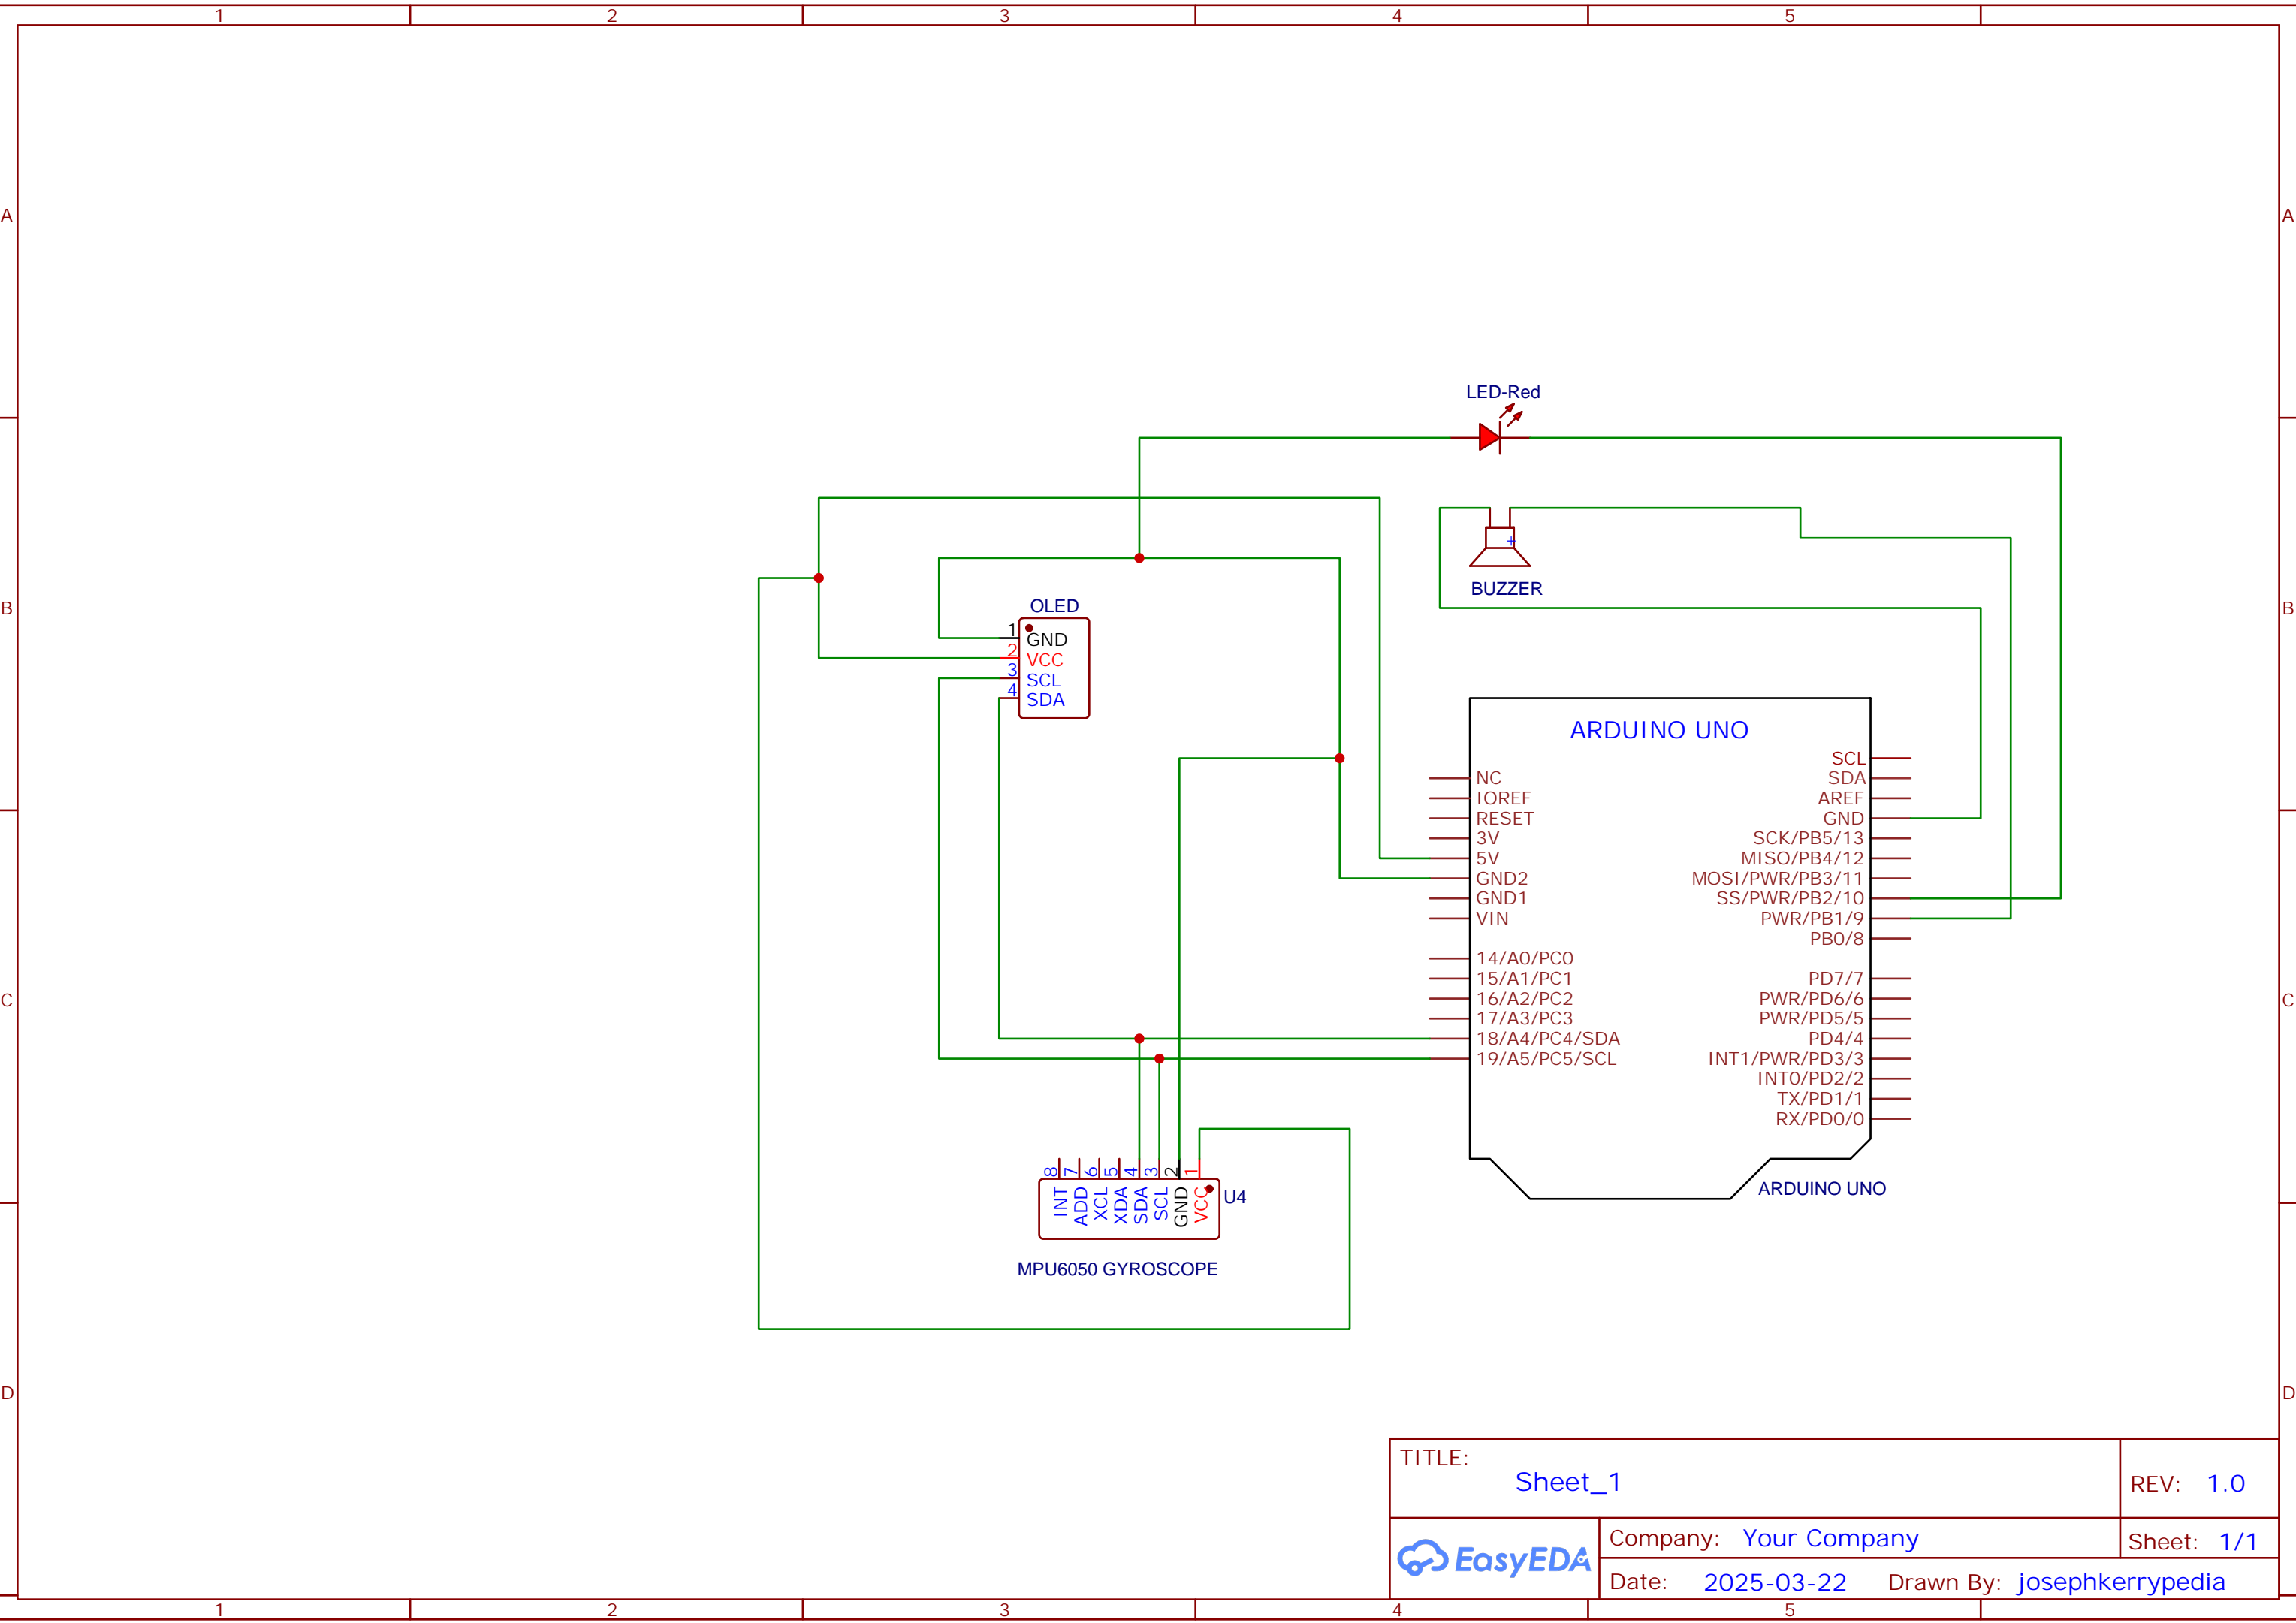 1 2 3 4 5
A A
LED-Red
BUZZER
B B
OLED
1 GND
2 VCC
3 SCL
4 SDA
ARDUINO UNO
NC
IOREF
RESET
3V
5V
GND2
GND1
VIN
14/A0/PC0
15/A1/PC1
16/A2/PC2
17/A3/PC3
18/A4/PC4/SDA
19/A5/PC5/SCL
SCL
SDA
AREF
GND
SCK/PB5/13
MISO/PB4/12
MOSI/PWR/PB3/11
SS/PWR/PB2/10
PWR/PB1/9
PB0/8
PD7/7
PWR/PD6/6
PWR/PD5/5
PD4/4
INT1/PWR/PD3/3
INT0/PD2/2
TX/PD1/1
RX/PD0/0
ARDUINO UNO
C C
8 7 6 5 4 3 2 1
INT ADD XCL XDA SDA SCL GND VCC
U4
MPU6050 GYROSCOPE
D D
TITLE:
Sheet_1
REV: 1.0
EasyEDA
Company: Your Company
Sheet: 1/1
Date: 2025-03-22 Drawn By: josephkerrypedia
1 2 3 4 5